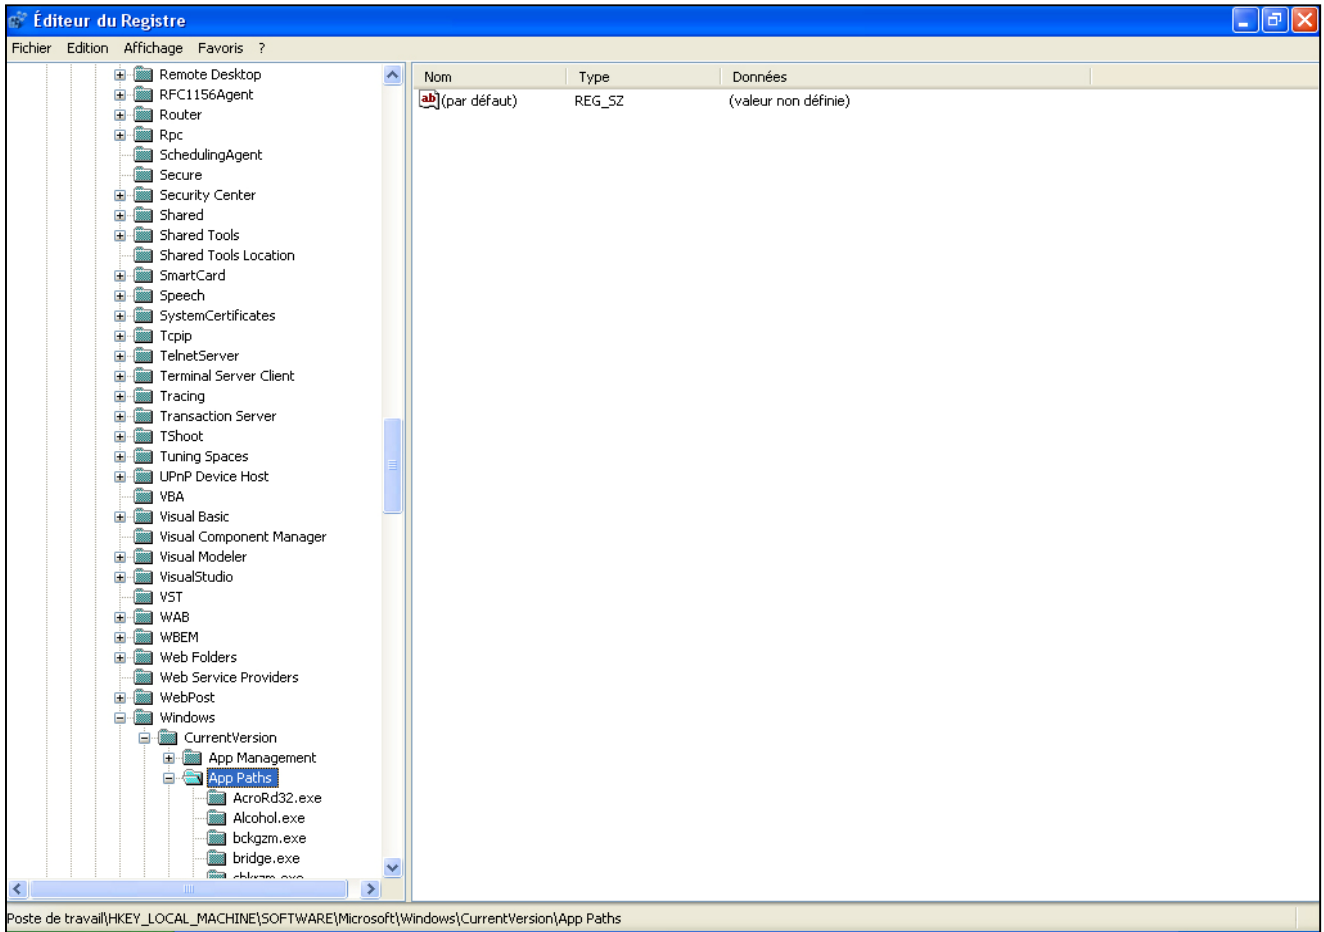 Éditeur du Registre
Fichier Edition Affichage Favoris ?
Remote Desktop
RFC1156Agent
Router
Rpc
SchedulingAgent
Secure
Security Center
Shared
Shared Tools
Shared Tools Location
SmartCard
Speech
SystemCertificates
Tcpip
TelnetServer
Terminal Server Client
Tracing
Transaction Server
TShoot
Tuning Spaces
UPnP Device Host
VBA
Visual Basic
Visual Component Manager
Visual Modeler
VisualStudio
VST
WAB
WBEM
Web Folders
Web Service Providers
WebPost
Windows
CurrentVersion
App Management
App Paths
AcroRd32.exe
Alcohol.exe
bckgzm.exe
bridge.exe
Nom Type Données
ab (par défaut) REG_SZ (valeur non définie)
Poste de travail\HKEY_LOCAL_MACHINE\SOFTWARE\Microsoft\Windows\CurrentVersion\App Paths